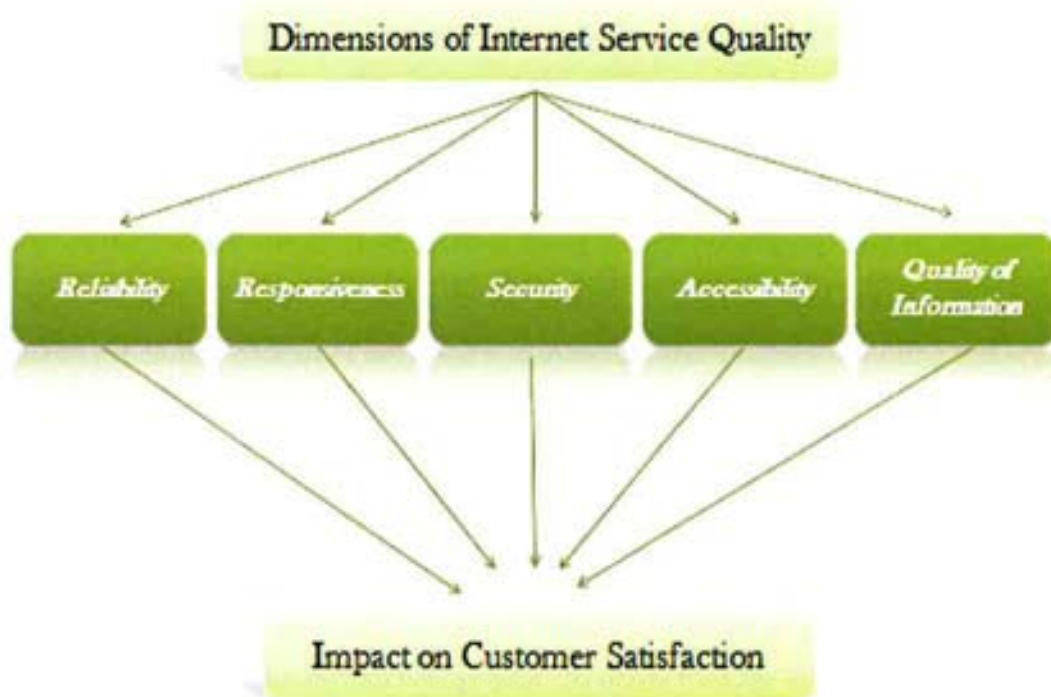 Dimensions of Internet Service Quality
Reliability
Responsiveness
Security
Accessibility
Quality of
Information
Impact on Customer Satisfaction